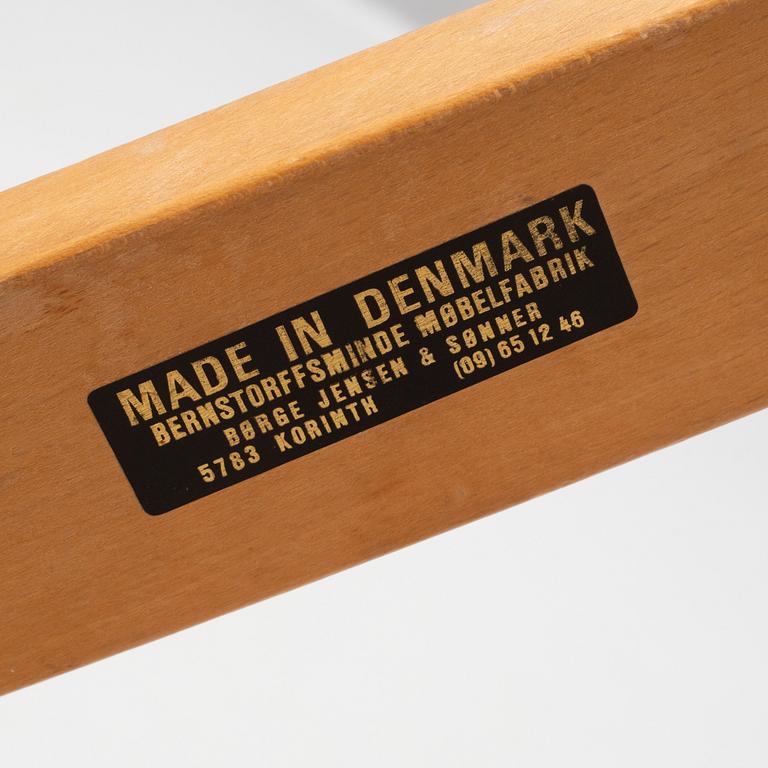 MADE IN DENMARK
BERNSTORFFSMINDE MØBELFABRIK
BØRGE JENSEN & SØNNER
5783 KORINTH (09) 65 12 46